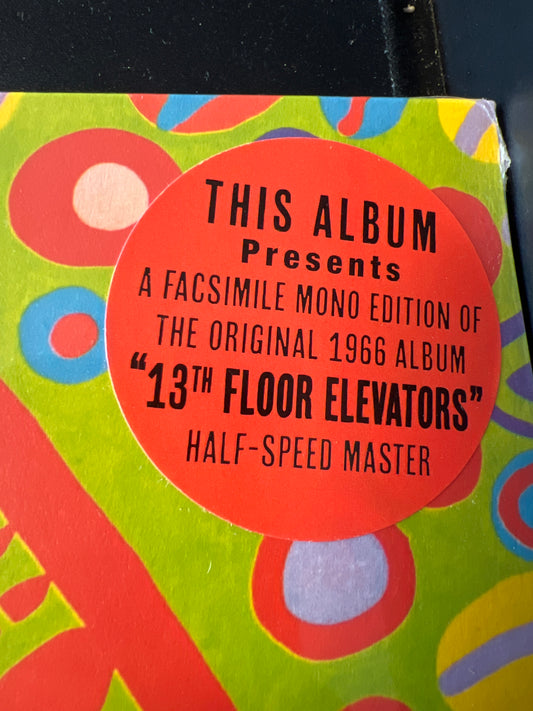 THIS ALBUM
Presents
A FACSIMILE MONO EDITION OF
THE ORIGINAL 1966 ALBUM
“13TH FLOOR ELEVATORS”
HALF-SPEED MASTER